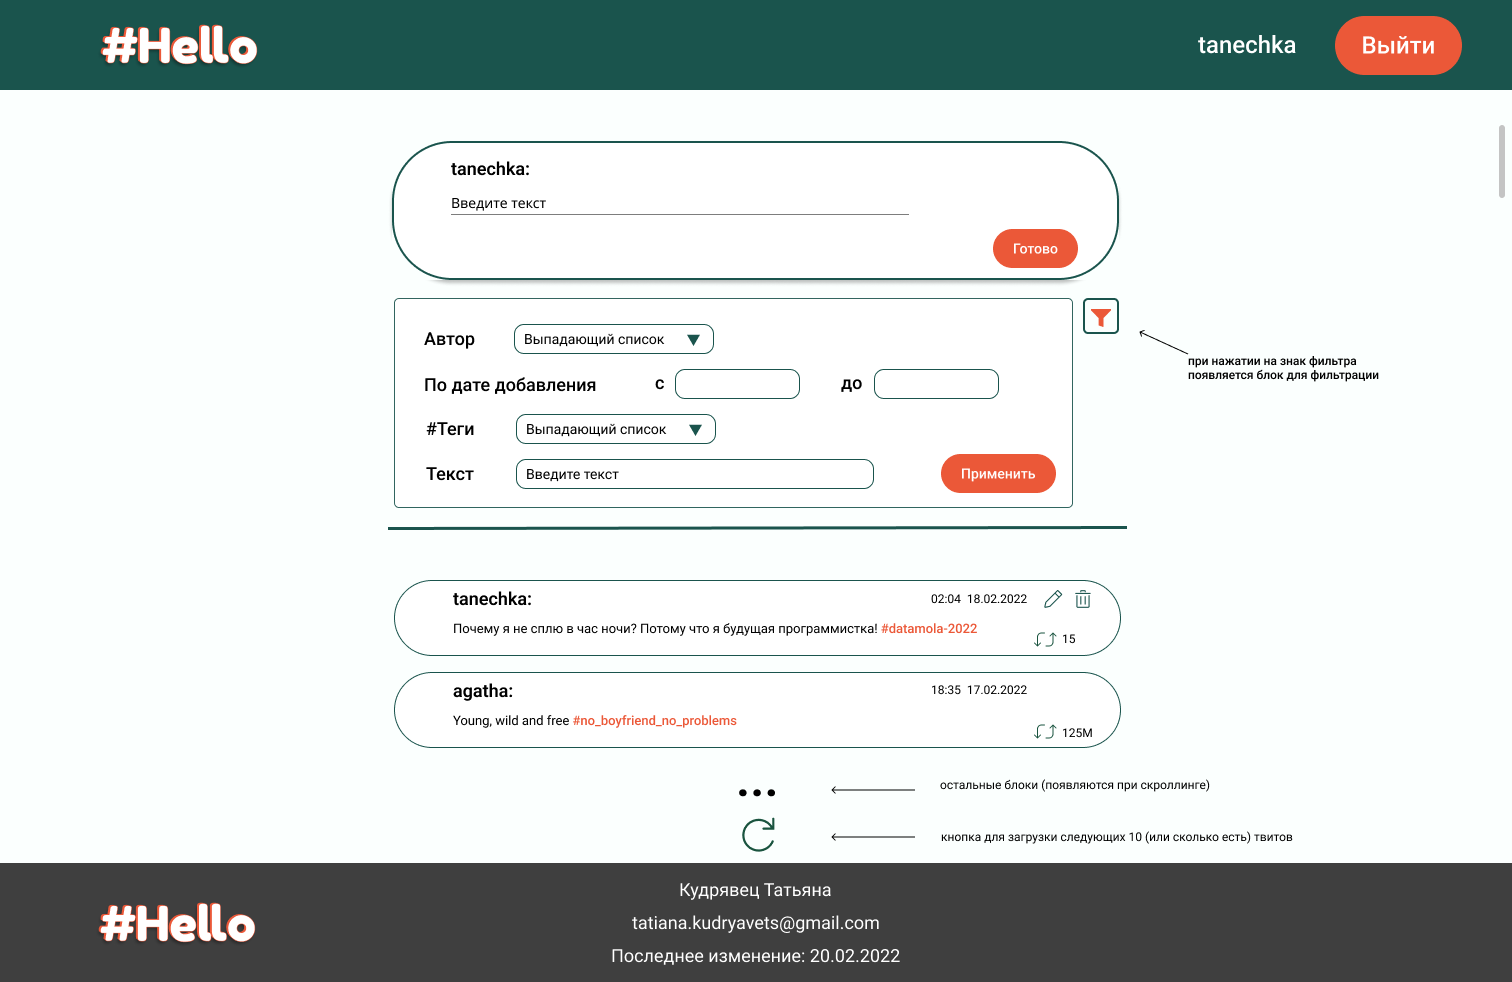 #Hello
tanechka
Выйти
tanechka:
Введите текст
Готово
Автор
Выпадающий список
По дате добавления
с
до
#Теги
Выпадающий список
Текст
Введите текст
Применить
при нажатии на знак фильтра
появляется блок для фильтрации
tanechka:
02:04 18.02.2022
Почему я не сплю в час ночи? Потому что я будущая программистка! #datamola-2022
15
agatha:
18:35 17.02.2022
Young, wild and free #no_boyfriend_no_problems
125M
остальные блоки (появляются при скроллинге)
кнопка для загрузки следующих 10 (или сколько есть) твитов
#Hello
Кудрявец Татьяна
tatiana.kudryavets@gmail.com
Последнее изменение: 20.02.2022